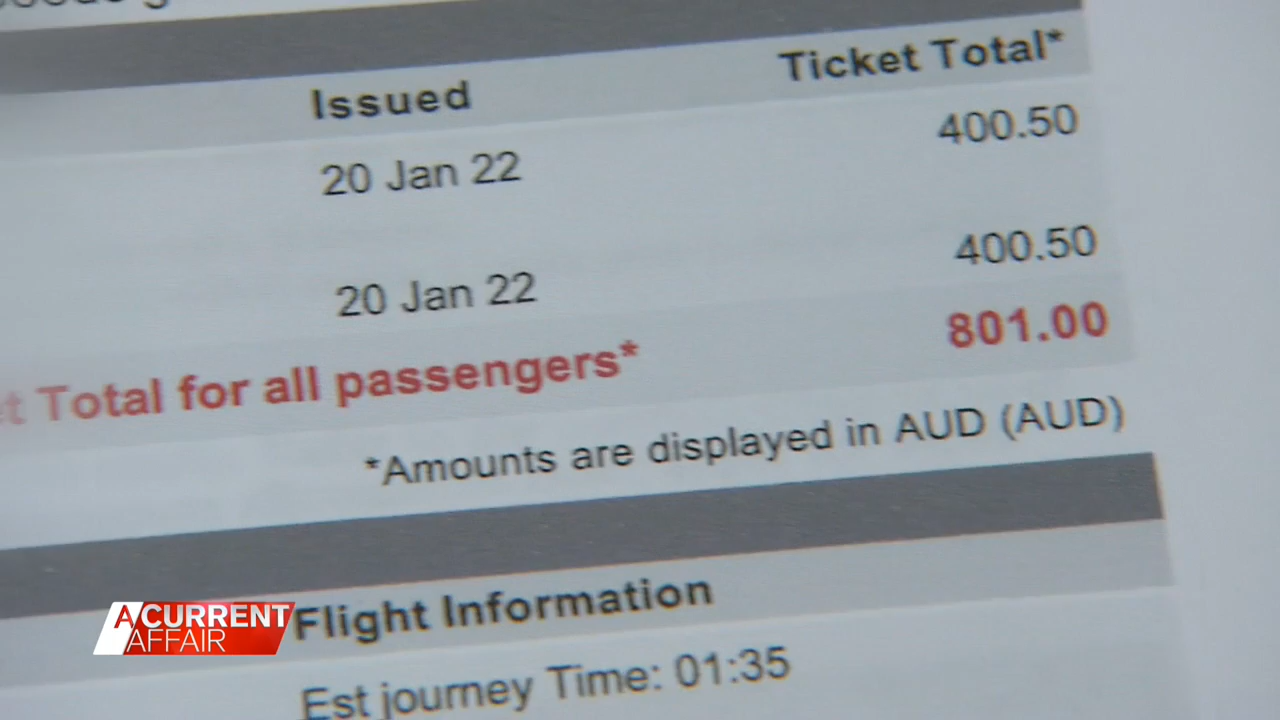 Issued Ticket Total*
20 Jan 22 400.50
20 Jan 22 400.50
Total for all passengers* 801.00
*Amounts are displayed in AUD (AUD)
Flight Information
Est journey Time: 01:35
A CURRENT
AFFAIR